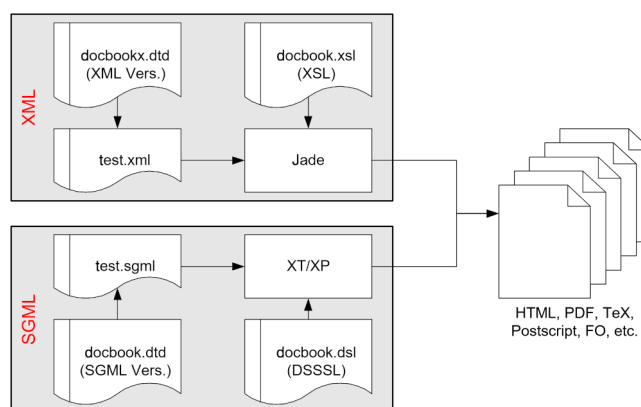 XML
docbookx.dtd
(XML Vers.)
docbook.xsl
(XSL)
test.xml
Jade
SGML
test.sgml
XT/XP
docbook.dtd
(SGML Vers.)
docbook.dsl
(DSSSL)
HTML, PDF, TeX,
Postscript, FO, etc.